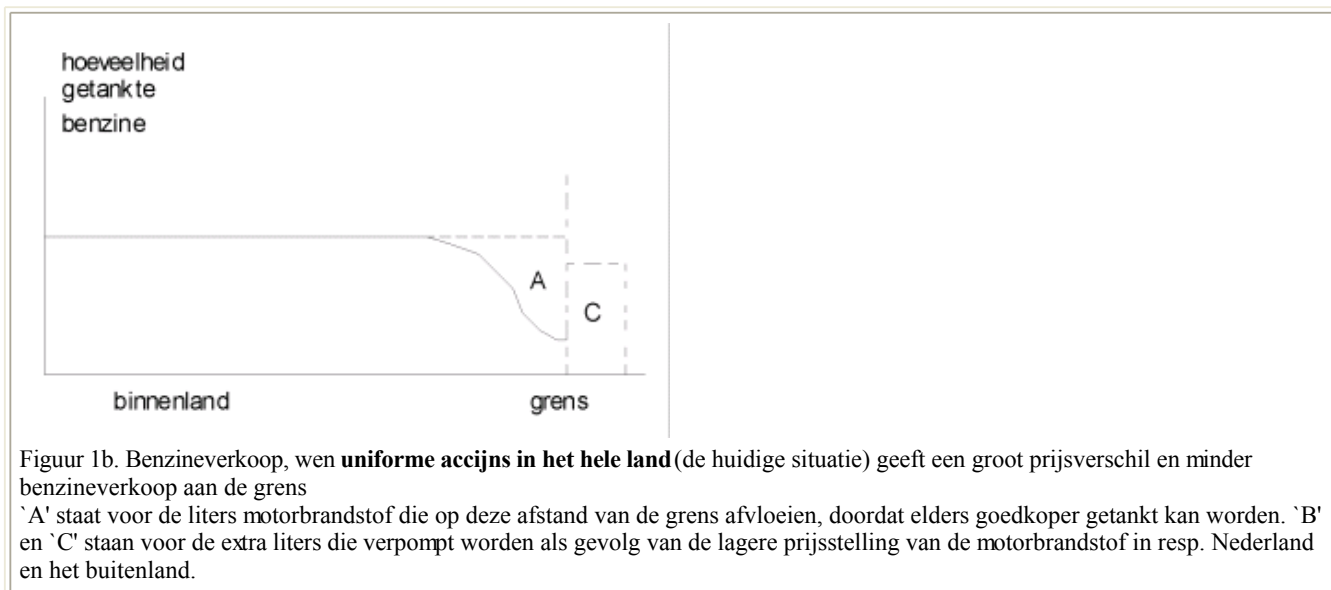 hoeveelheid
getankte
benzine
A
C
binnenland grens
Figuur 1b. Benzineverkoop, wen uniforme accijns in het hele land (de huidige situatie) geeft een groot prijsverschil en minder
benzineverkoop aan de grens
`A' staat voor de liters motorbrandstof die op deze afstand van de grens afvloeien, doordat elders goedkoper getankt kan worden. `B'
en `C' staan voor de extra liters die verpompt worden als gevolg van de lagere prijsstelling van de motorbrandstof in resp. Nederland
en het buitenland.